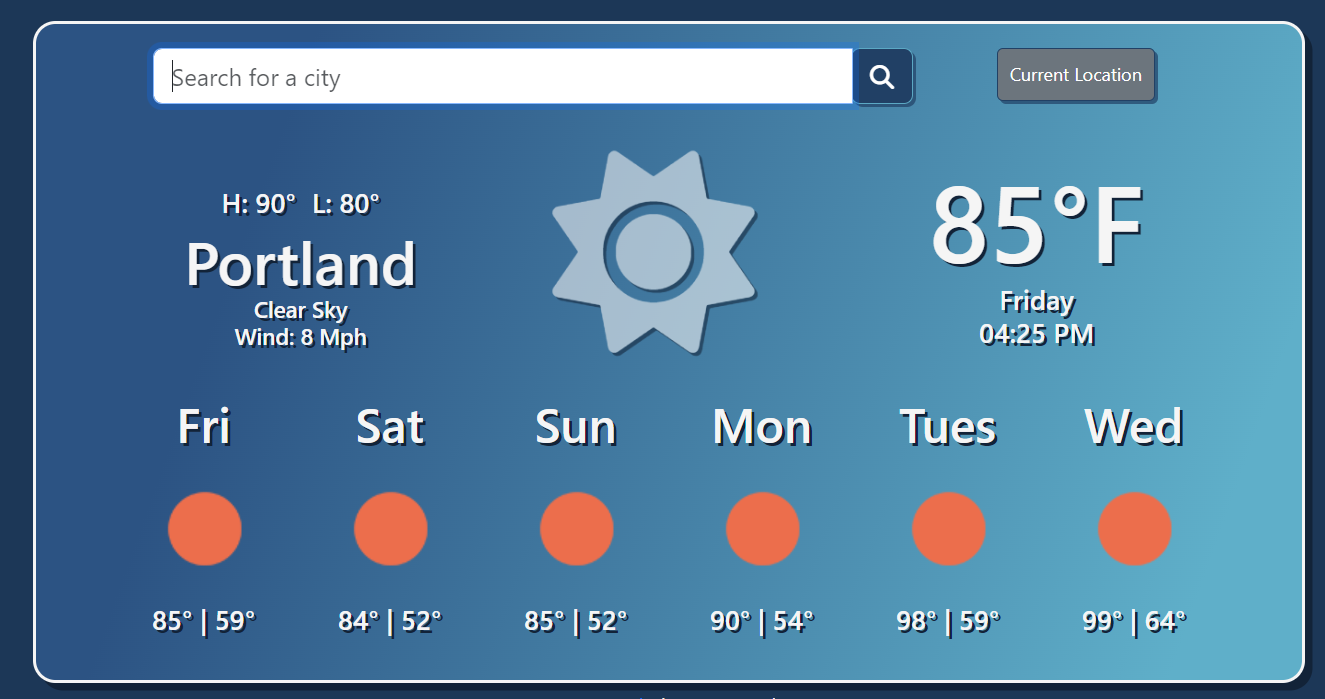 Search for a city
Current Location
H: 90° L: 80°
Portland
Clear Sky
Wind: 8 Mph
85°F
Friday
04:25 PM
Fri Sat Sun Mon Tues Wed
85° | 59° 84° | 52° 85° | 52° 90° | 54° 98° | 59° 99° | 64°